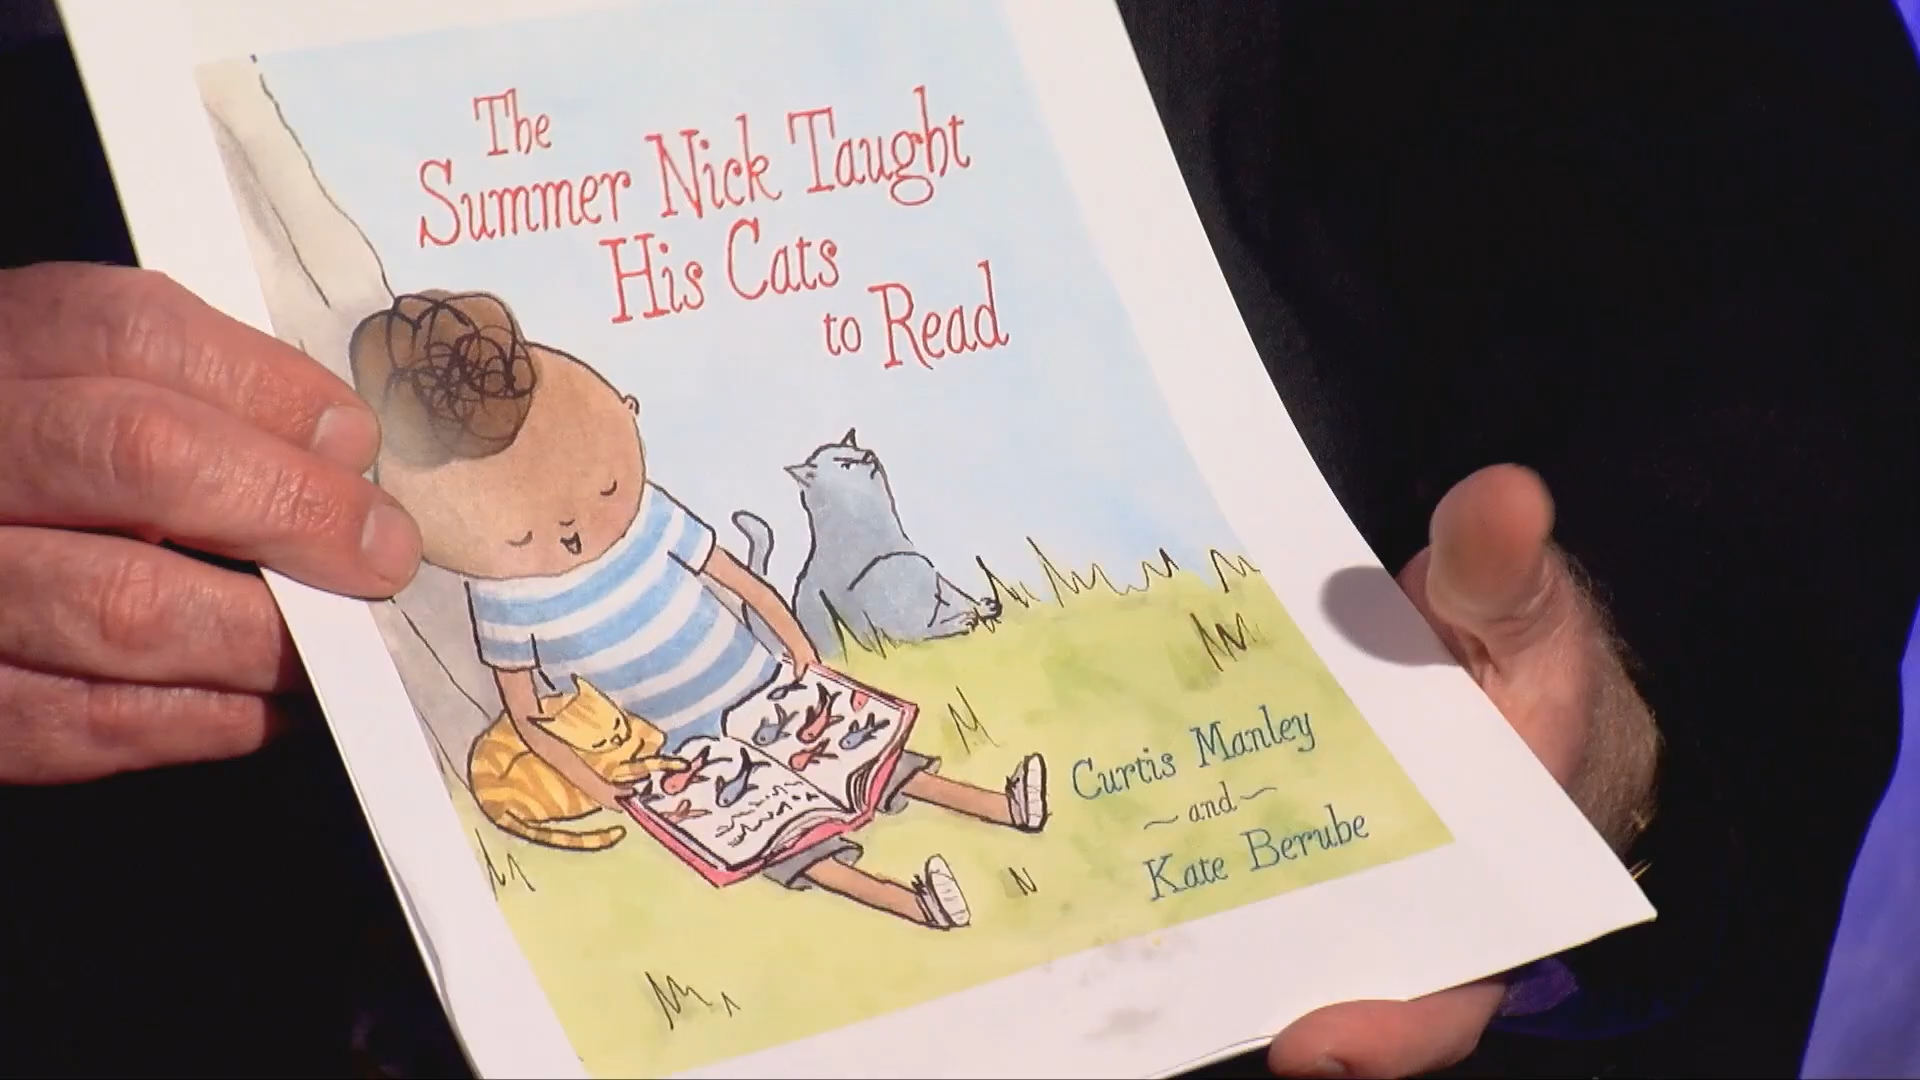 The
Summer Nick Taught
His Cats
to Read
Curtis Manley
~ and ~
Kate Berube